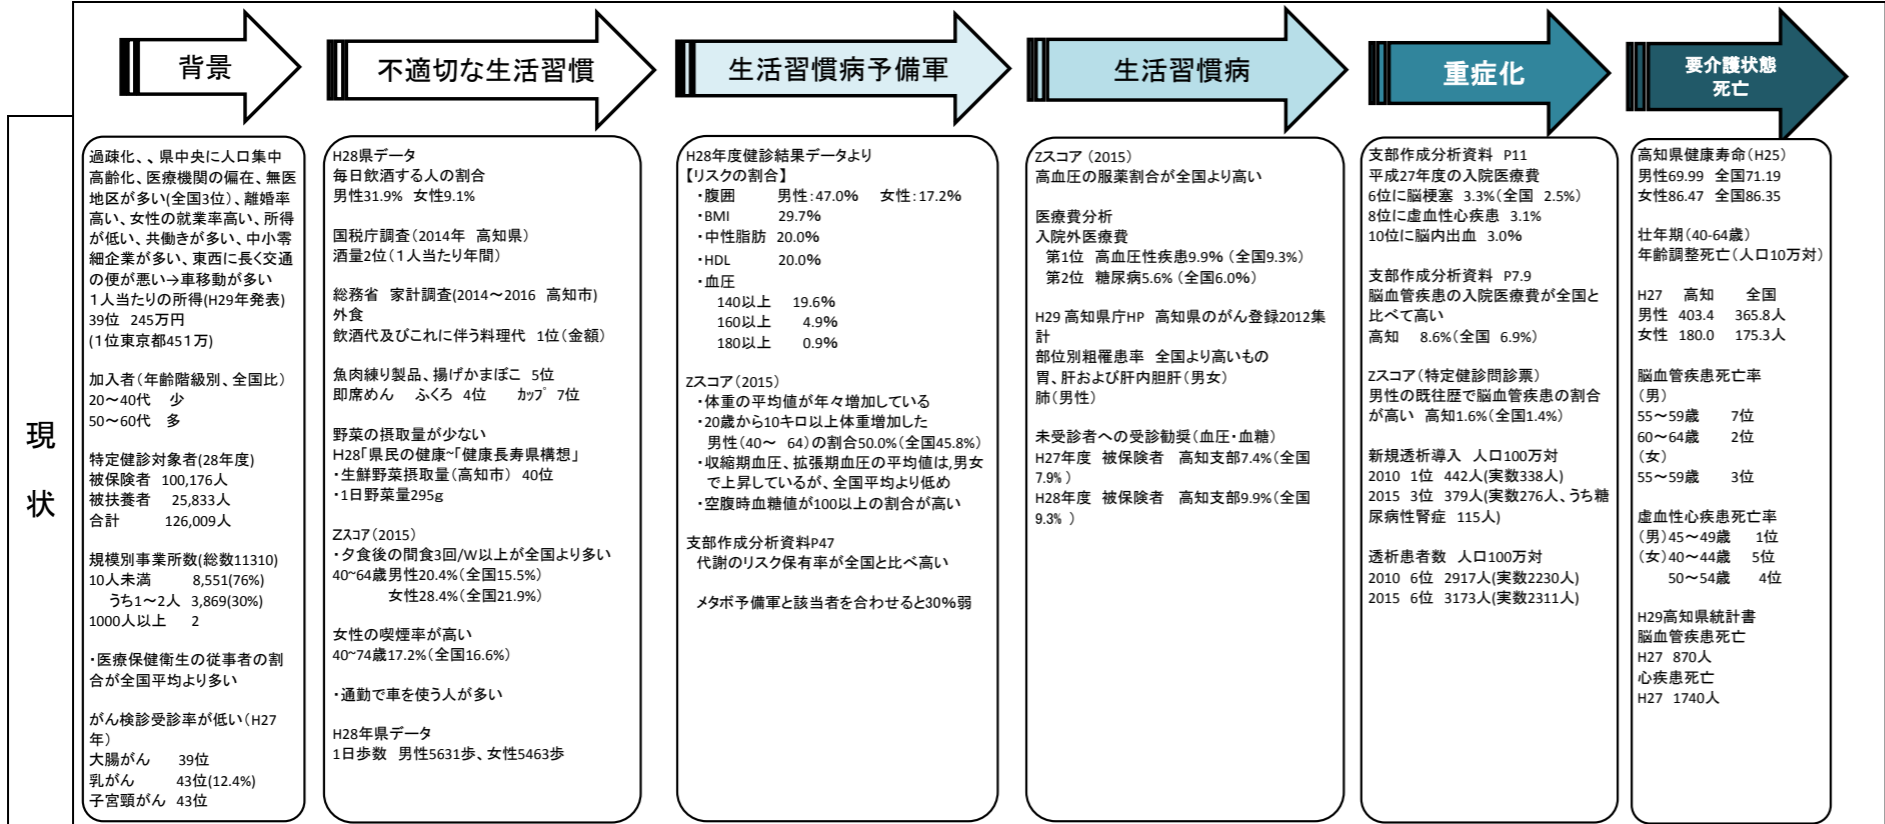 背景
不適切な生活習慣
生活習慣病予備軍
生活習慣病
重症化
要介護状態
死亡
現
状
過疎化、、県中央に人口集中
高齢化、医療機関の偏在、無医
地区が多い(全国3位)、離婚率
高い、女性の就業率高い、所得
が低い、共働きが多い、中小零
細企業が多い、東西に長く交通
の便が悪い→車移動が多い
1人当たりの所得(H29年発表)
39位 245万円
(1位東京都451万)
加入者(年齢階級別、全国比)
20～40代 少
50～60代 多
特定健診対象者(28年度)
被保険者 100,176人
被扶養者 25,833人
合計 126,009人
規模別事業所数(総数11310)
10人未満 8,551(76%)
うち1～2人 3,869(30%)
1000人以上 2
・医療保健衛生の従事者の割
合が全国平均より多い
がん検診受診率が低い(H27
年)
大腸がん 39位
乳がん 43位(12.4%)
子宮頸がん 43位
H28県データ
毎日飲酒する人の割合
男性31.9% 女性9.1%
国税庁調査(2014年 高知県)
酒量2位(1人当たり年間)
総務省 家計調査(2014～2016 高知市)
外食
飲酒代及びこれに伴う料理代 1位(金額)
魚肉練り製品、揚げかまぼこ 5位
即席めん ふくろ 4位 カップ 7位
野菜の摂取量が少ない
H28「県民の健康~「健康長寿県構想」
・生鮮野菜摂取量(高知市) 40位
・1日野菜量295g
Zスコア(2015)
・夕食後の間食3回/W以上が全国より多い
40~64歳男性20.4%(全国15.5%)
女性28.4%(全国21.9%)
女性の喫煙率が高い
40~74歳17.2%(全国16.6%)
・通勤で車を使う人が多い
H28年県データ
1日歩数 男性5631歩、女性5463歩
H28年度健診結果データより
【リスクの割合】
・腹囲 男性:47.0% 女性:17.2%
・BMI 29.7%
・中性脂肪 20.0%
・HDL 20.0%
・血圧
140以上 19.6%
160以上 4.9%
180以上 0.9%
Zスコア(2015)
・体重の平均値が年々増加している
・20歳から10キロ以上体重増加した
男性(40～ 64)の割合50.0%(全国45.8%)
・収縮期血圧、拡張期血圧の平均値は,男女
で上昇しているが、全国平均より低め
・空腹時血糖値が100以上の割合が高い
支部作成分析資料P47
代謝のリスク保有率が全国と比べ高い
メタボ予備軍と該当者を合わせると30%弱
Zスコア(2015)
高血圧の服薬割合が全国より高い
医療費分析
入院外医療費
第1位 高血圧性疾患9.9%(全国9.3%)
第2位 糖尿病5.6%(全国6.0%)
H29 高知県庁HP 高知県のがん登録2012集
計
部位別粗罹患率 全国より高いもの
胃、肝および肝内胆肝(男女)
肺(男性)
未受診者への受診勧奨(血圧・血糖)
H27年度 被保険者 高知支部7.4%(全国
7.9% )
H28年度 被保険者 高知支部9.9%(全国
9.3% )
支部作成分析資料 P11
平成27年度の入院医療費
6位に脳梗塞 3.3%(全国 2.5%)
8位に虚血性心疾患 3.1%
10位に脳内出血 3.0%
支部作成分析資料 P7.9
脳血管疾患の入院医療費が全国と
比べて高い
高知 8.6%(全国 6.9%)
Zスコア(特定健診問診票)
男性の既往歴で脳血管疾患の割合
が高い 高知1.6%(全国1.4%)
新規透析導入 人口100万対
2010 1位 442人(実数338人)
2015 3位 379人(実数276人、うち糖
尿病性腎症 115人)
透析患者数 人口100万対
2010 6位 2917人(実数2230人)
2015 6位 3173人(実数2311人)
高知県健康寿命(H25)
男性69.99 全国71.19
女性86.47 全国86.35
壮年期(40-64歳)
年齢調整死亡(人口10万対)
H27 高知 全国
男性 403.4 365.8人
女性 180.0 175.3人
脳血管疾患死亡率
(男)
55～59歳 7位
60～64歳 2位
(女)
55～59歳 3位
虚血性心疾患死亡率
(男)45～49歳 1位
(女)40～44歳 5位
50～54歳 4位
H29高知県統計書
脳血管疾患死亡
H27 870人
心疾患死亡
H27 1740人